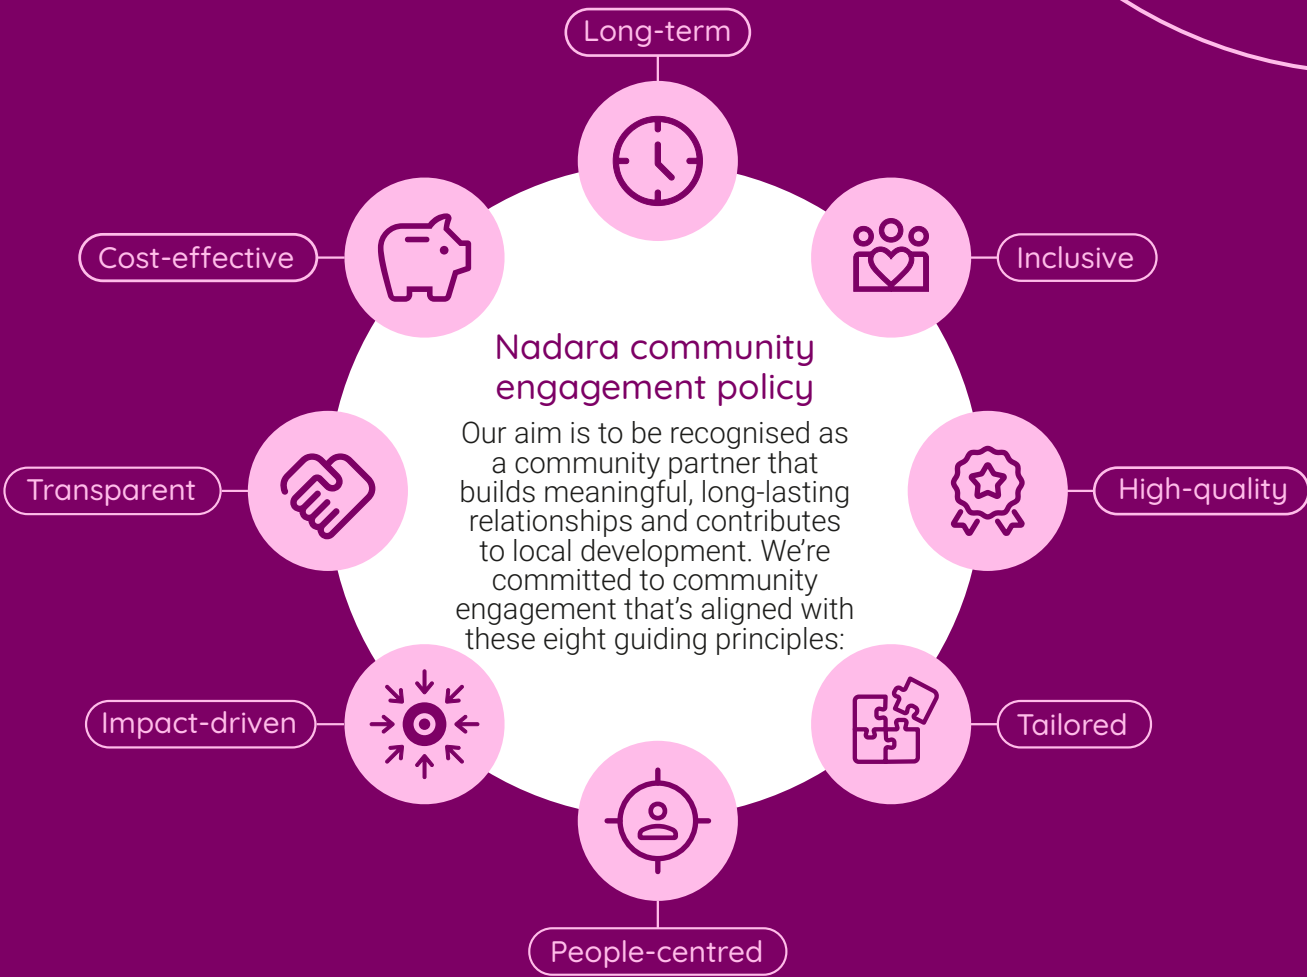 Long-term
Cost-effective
Inclusive
Nadara community
engagement policy
Our aim is to be recognised as
a community partner that
builds meaningful, long-lasting
relationships and contributes
to local development. We’re
committed to community
engagement that’s aligned with
these eight guiding principles:
Transparent
High-quality
Impact-driven
Tailored
People-centred